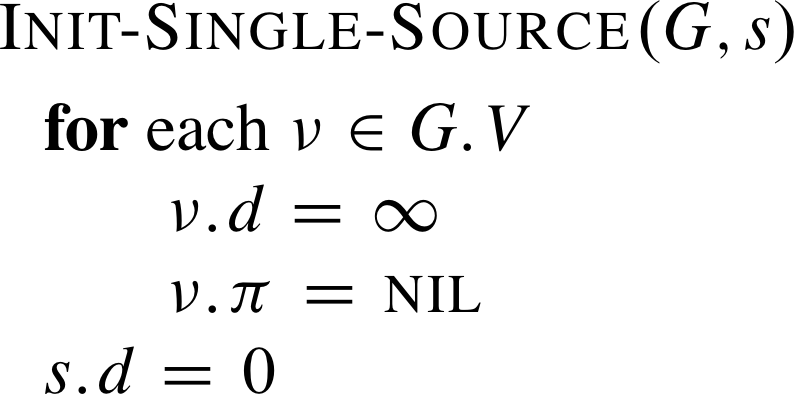 INIT-SINGLE-SOURCE(G, s)
for each v ∈ G.V
v.d = ∞
v.π = NIL
s.d = 0